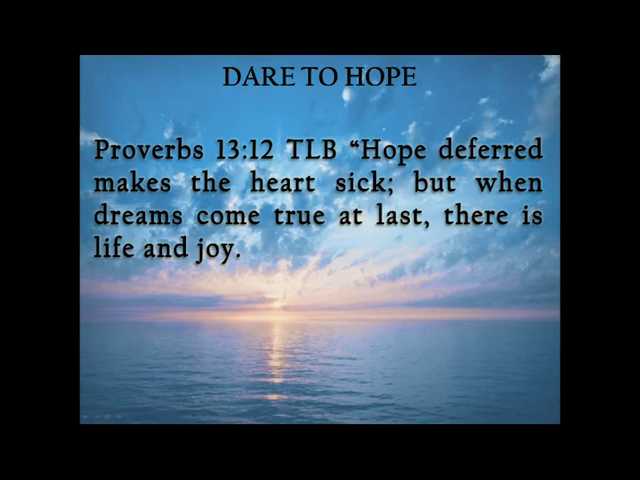 DARE TO HOPE
Proverbs 13:12 TLB “Hope deferred
makes the heart sick; but when
dreams come true at last, there is
life and joy.